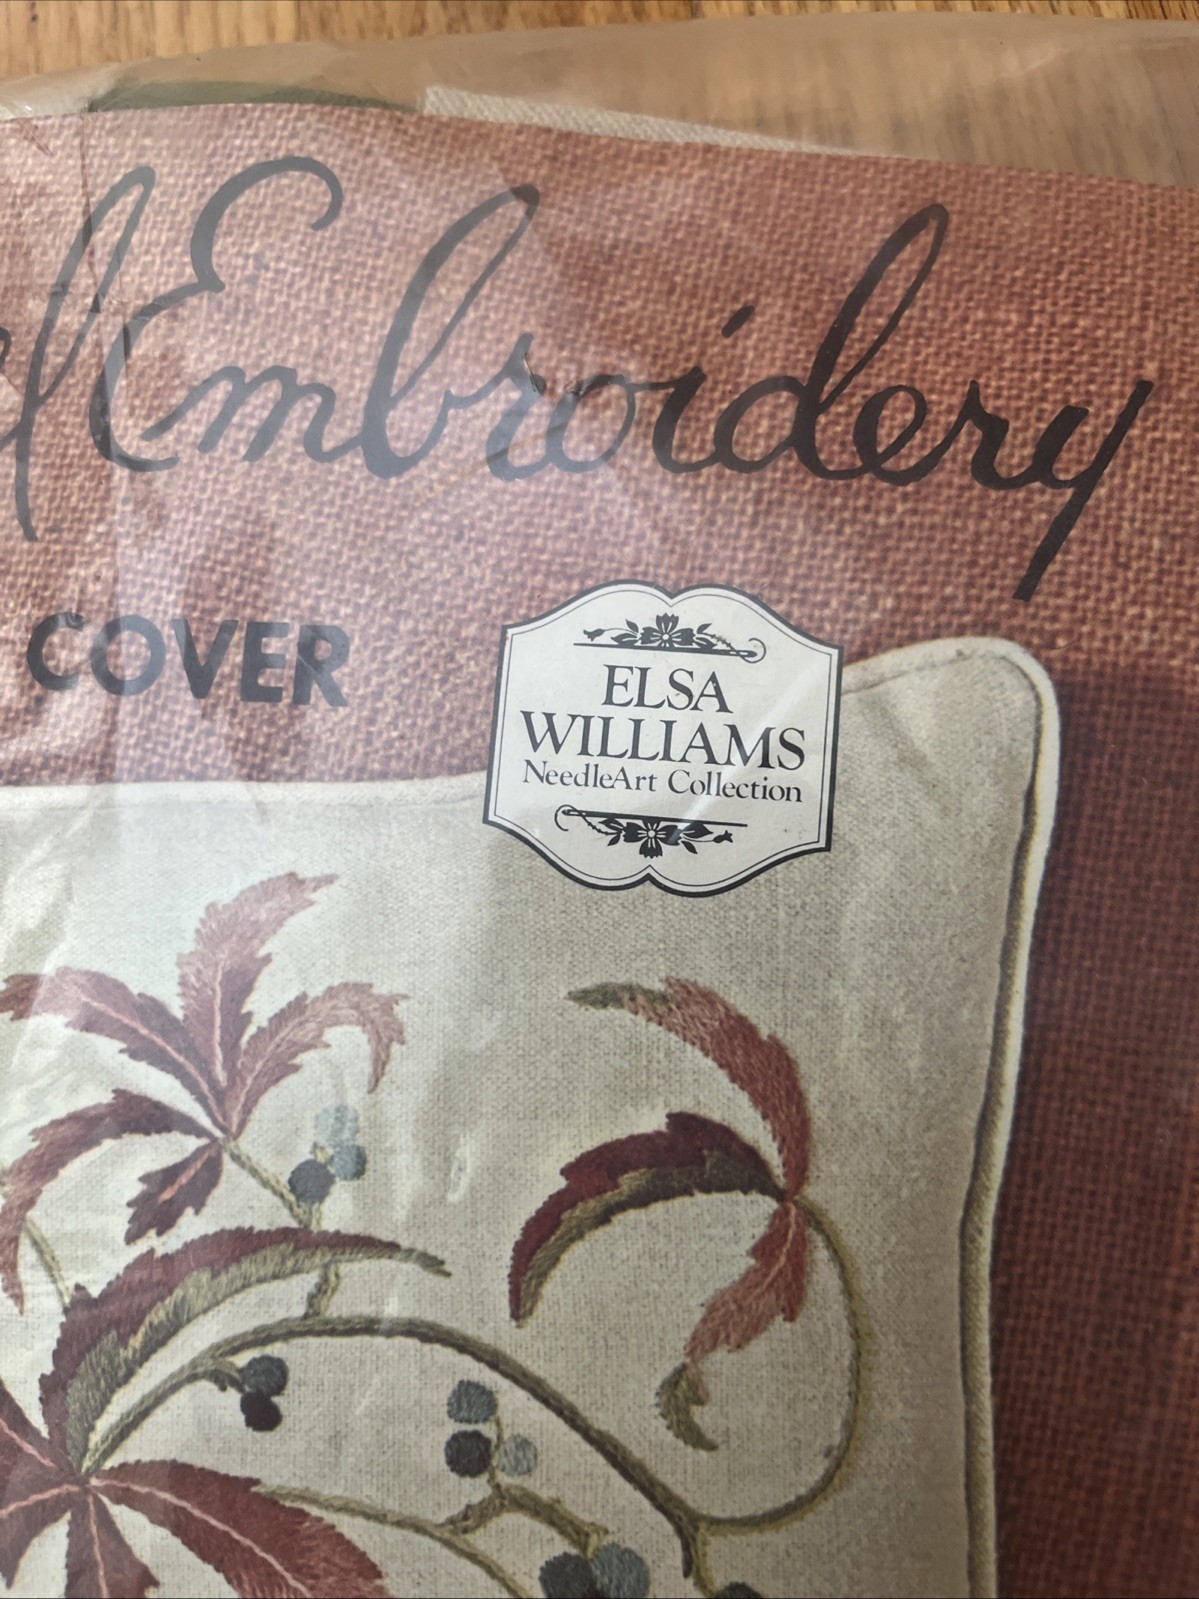 Embroidery
COVER
ELSA
WILLIAMS
NeedleArt Collection